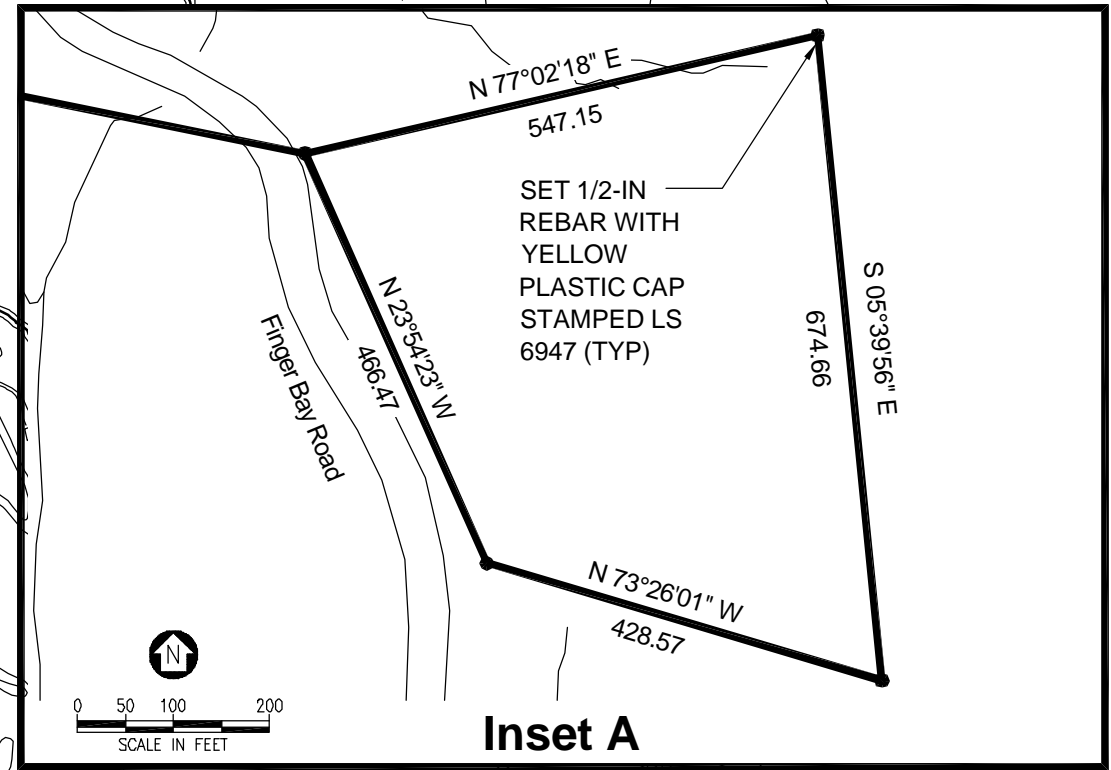 N 77°02'18" E
547.15
SET 1/2-IN
REBAR WITH
YELLOW
PLASTIC CAP
STAMPED LS
6947 (TYP)
S 05°39'56" E
674.66
N 23°54'23" W
466.47
Finger Bay Road
N 73°26'01" W
428.57
N
0 50 100 200
SCALE IN FEET
Inset A